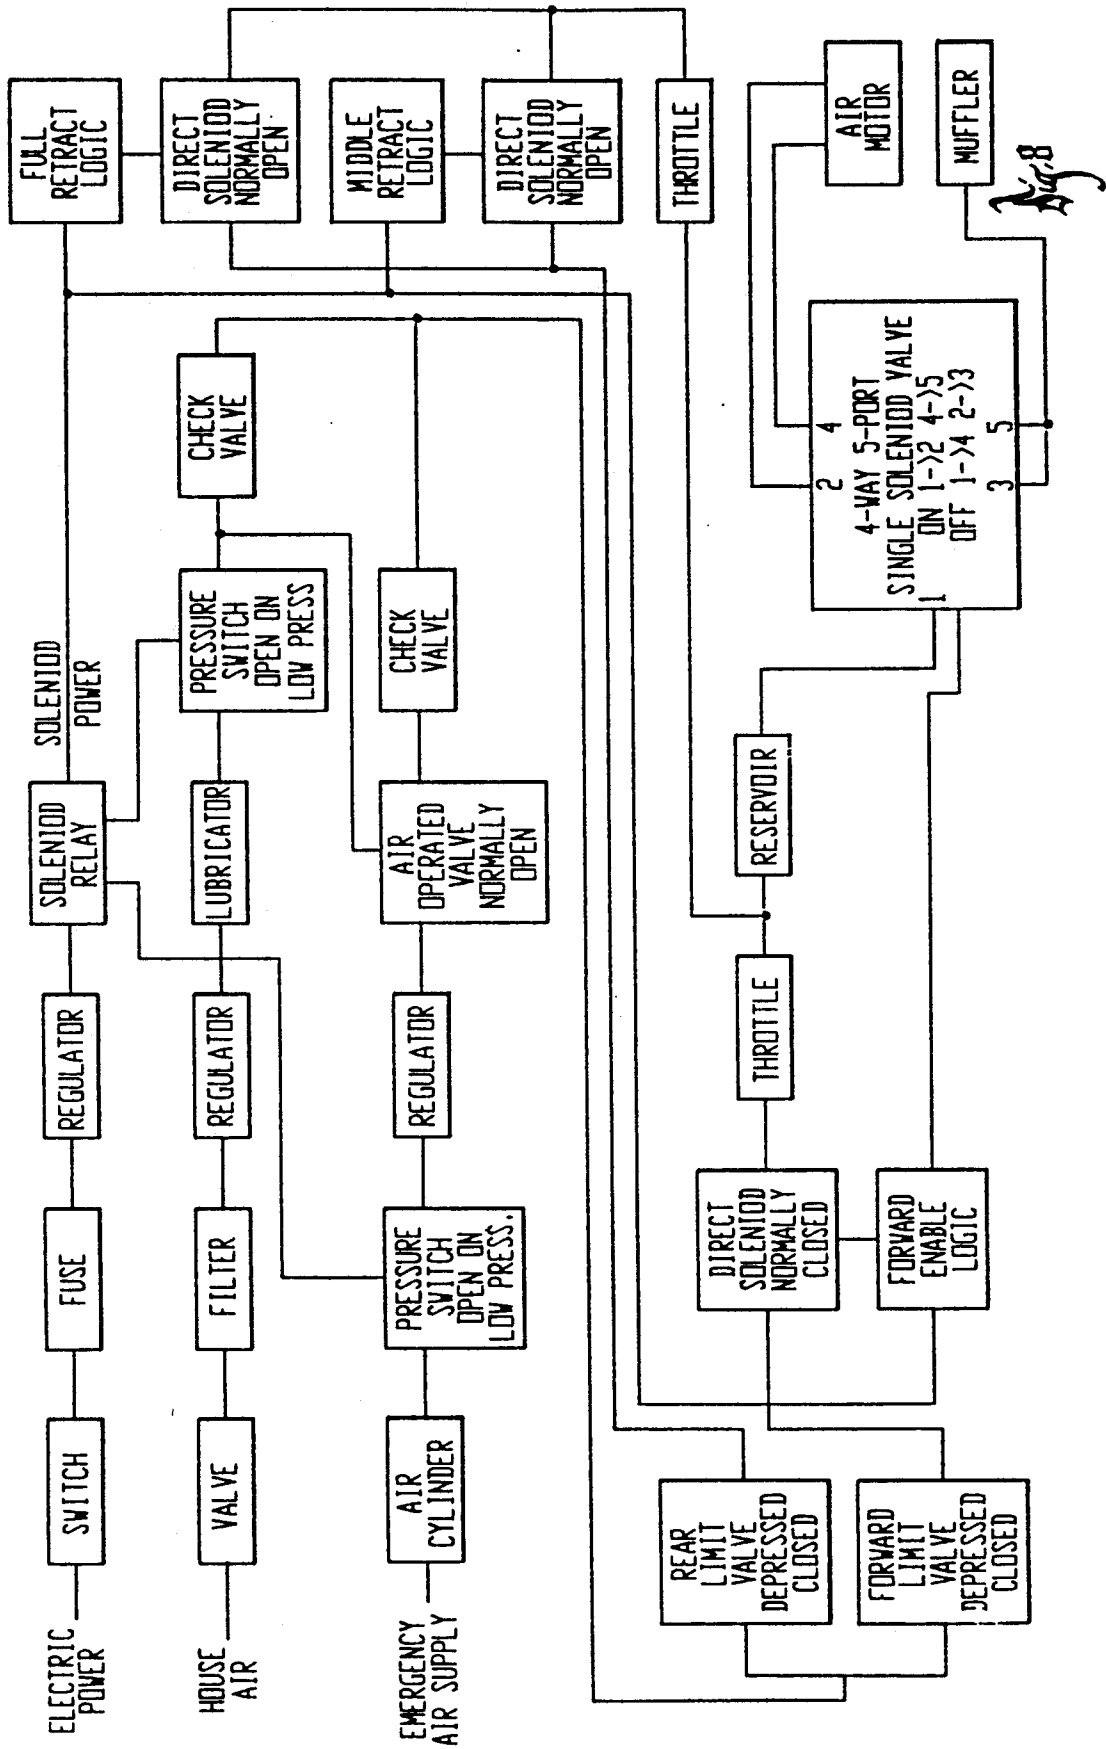 ELECTRIC
POWER
SWITCH
FUSE
REGULATOR
SOLENIOD
RELAY
SOLENIOD
POWER
FULL
RETRACT
LOGIC
HOUSE
AIR
VALVE
FILTER
REGULATOR
LUBRICATOR
PRESSURE
SWITCH
OPEN ON
LOW PRESS
CHECK
VALVE
DIRECT
SOLENIOD
NORMALLY
OPEN
EMERGENCY
AIR SUPPLY
AIR
CYLINDER
PRESSURE
SWITCH
OPEN ON
LOW PRESS.
REGULATOR
AIR
OPERATED
VALVE
NORMALLY
OPEN
CHECK
VALVE
MIDDLE
RETRACT
LOGIC
DIRECT
SOLENIOD
NORMALLY
OPEN
REAR
LIMIT
VALVE
DEPRESSED
CLOSED
DIRECT
SOLENIOD
NORMALLY
CLOSED
THROTTLE
RESERVOIR
THROTTLE
FORWARD
LIMIT
VALVE
DEPRESSED
CLOSED
FORWARD
ENABLE
LOGIC
2 4
4-WAY 5-PORT
SINGLE SOLENIOD VALVE
1 ON 1->2 4->5
OFF 1->4 2->3
3 5
AIR
MOTOR
MUFFLER
Fig. 8